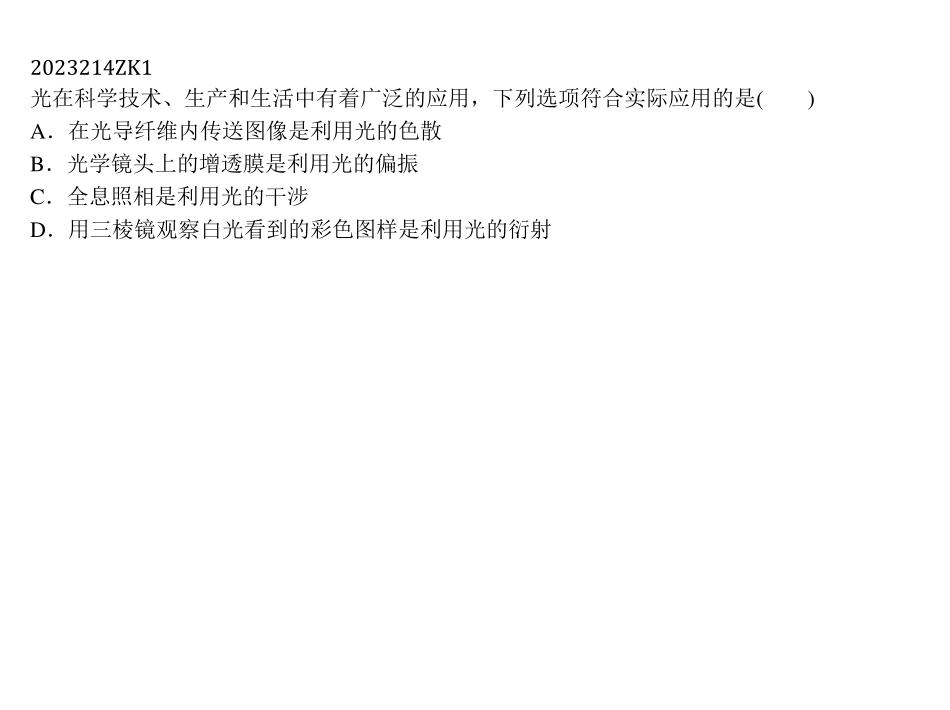 2023214ZK1
光在科学技术、生产和生活中有着广泛的应用，下列选项符合实际应用的是(　　)
A．在光导纤维内传送图像是利用光的色散
B．光学镜头上的增透膜是利用光的偏振
C．全息照相是利用光的干涉
D．用三棱镜观察白光看到的彩色图样是利用光的衍射